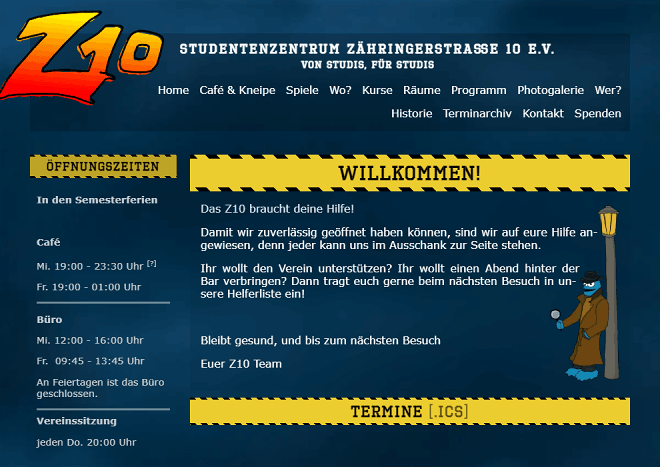 Z10
STUDENTENZENTRUM ZÄHRINGERSTRASSE 10 E.V.
VON STUDIS, FÜR STUDIS
Home Café & Kneipe Spiele Wo? Kurse Räume Programm Photogalerie Wer?
Historie Terminarchiv Kontakt Spenden
ÖFFNUNGSZEITEN
In den Semesterferien
Café
Mi. 19:00 - 23:30 Uhr [?]
Fr. 19:00 - 01:00 Uhr
Büro
Mi. 12:00 - 16:00 Uhr
Fr. 09:45 - 13:45 Uhr
An Feiertagen ist das Büro
geschlossen.
Vereinssitzung
jeden Do. 20:00 Uhr
WILLKOMMEN!
Das Z10 braucht deine Hilfe!
Damit wir zuverlässig geöffnet haben können, sind wir auf eure Hilfe an-
gewiesen, denn jeder kann uns im Ausschank zur Seite stehen.
Ihr wollt den Verein unterstützen? Ihr wollt einen Abend hinter der
Bar verbringen? Dann tragt euch gerne beim nächsten Besuch in un-
sere Helferliste ein!
Bleibt gesund, und bis zum nächsten Besuch
Euer Z10 Team
TERMINE [.ICS]